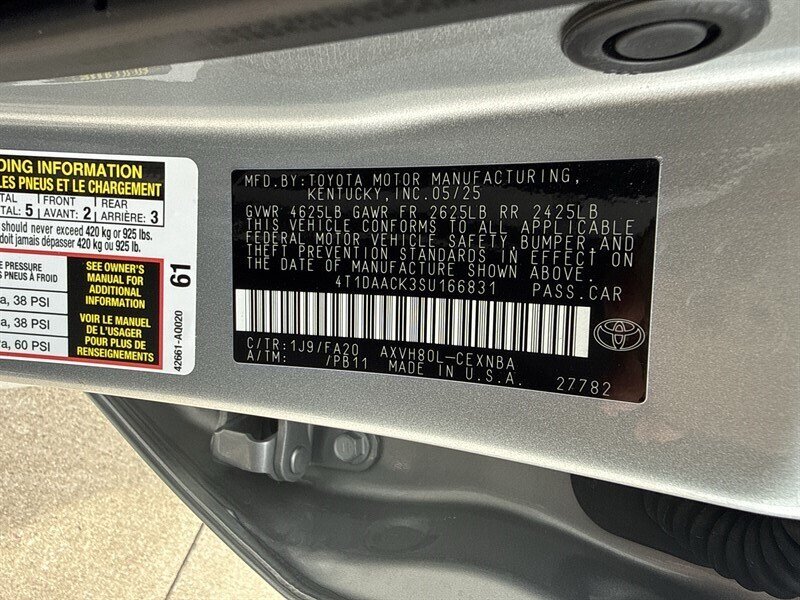 DING INFORMATION
LES PNEUS ET LE CHARGEMENT
TAL FRONT REAR
TAL: 5 AVANT: 2 ARRIÈRE: 3
should never exceed 420 kg or 925 lbs.
doit jamais dépasser 420 kg ou 925 lb.
PRESSURE
PNEUS À FROID
a, 38 PSI
a, 38 PSI
a, 60 PSI
SEE OWNER'S
MANUAL FOR
ADDITIONAL
INFORMATION
VOIR LE MANUEL
DE L'USAGER
POUR PLUS DE
RENSEIGNEMENTS
61
42661-A0020
MFD.BY:TOYOTA MOTOR MANUFACTURING,
KENTUCKY, INC.05/25
GVWR 4625LB GAWR FR 2625LB RR 2425LB
THIS VEHICLE CONFORMS TO ALL APPLICABLE
FEDERAL MOTOR VEHICLE SAFETY,BUMPER,AND
THEFT PREVENTION STANDARDS IN EFFECT ON
THE DATE OF MANUFACTURE SHOWN ABOVE.
4T1DAACK3SU166831 PASS.CAR
C/TR:1J9/FA20 AXVH80L-CEXNBA
A/TM: /PB11 MADE IN U.S.A. 27782